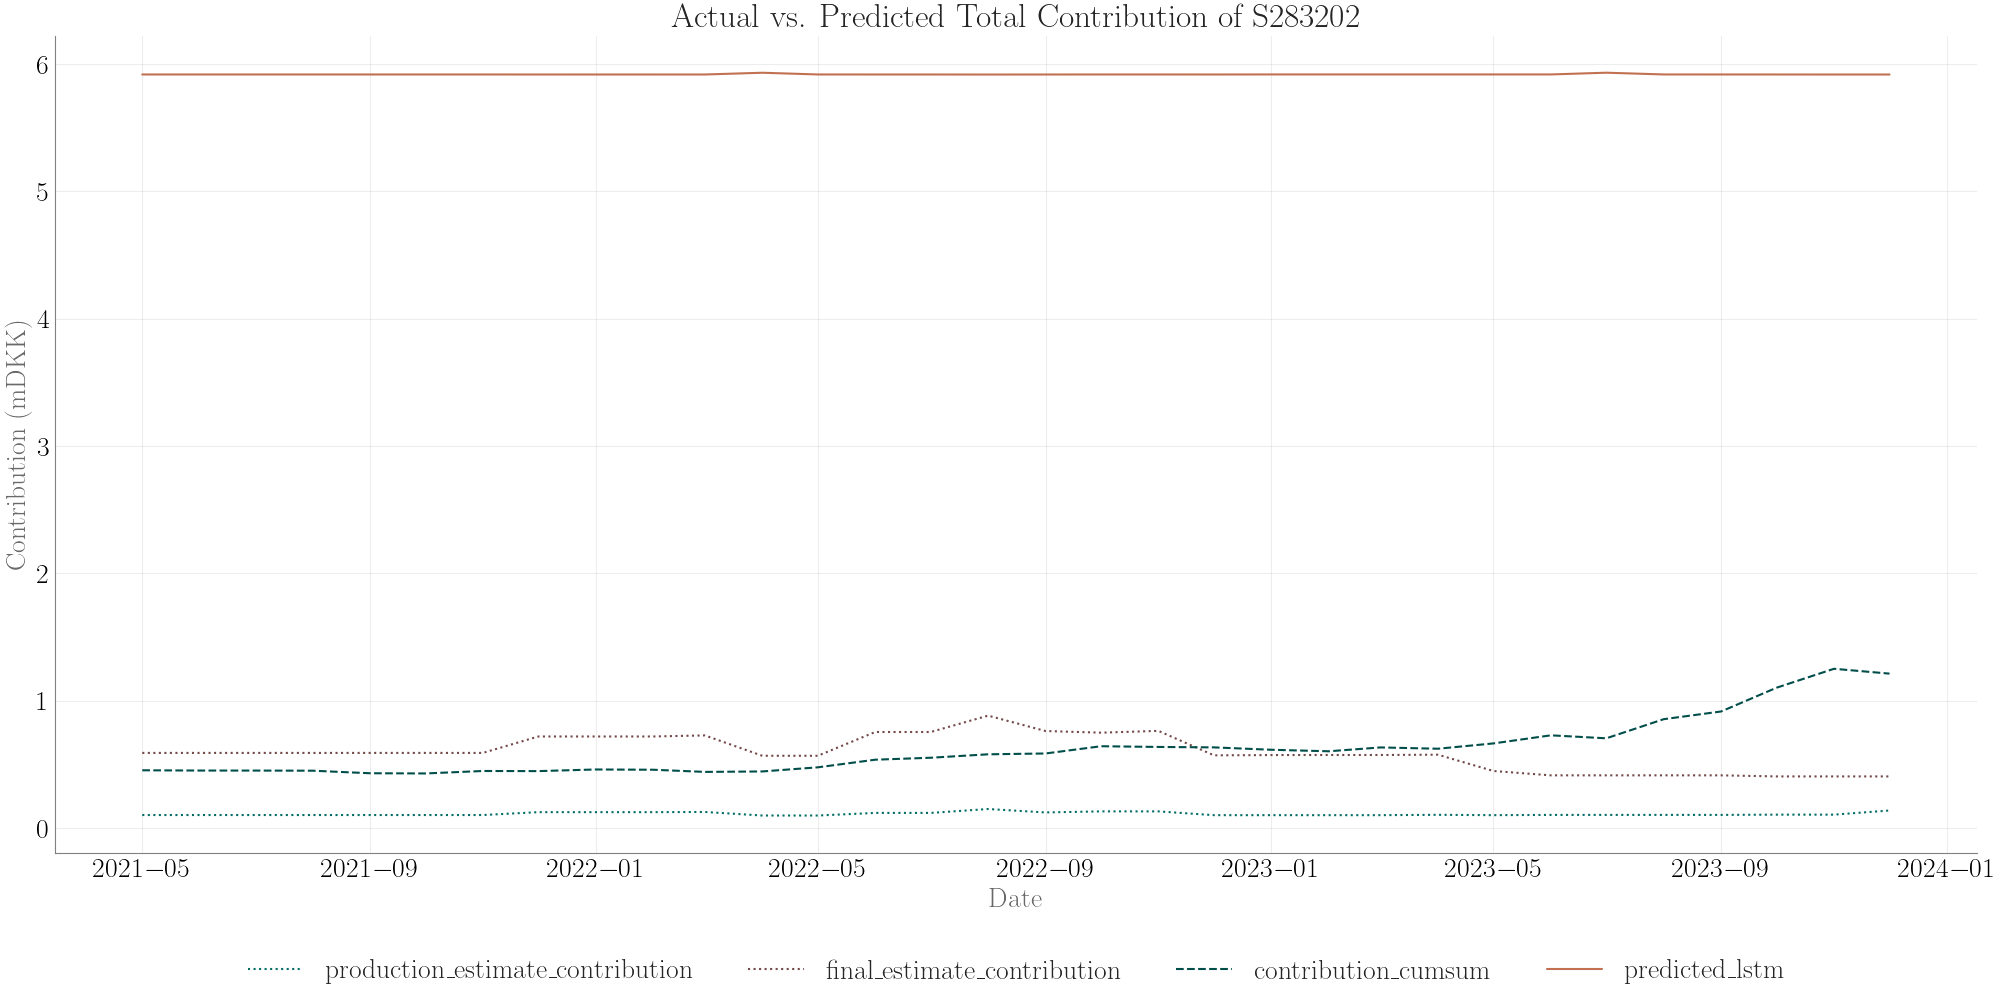 Actual vs. Predicted Total Contribution of S283202
Contribution (mDKK)
6
5
4
3
2
1
0
2021−05 2021−09 2022−01 2022−05 2022−09 2023−01 2023−05 2023−09 2024−01
Date
production_estimate_contribution final_estimate_contribution contribution_cumsum predicted_lstm